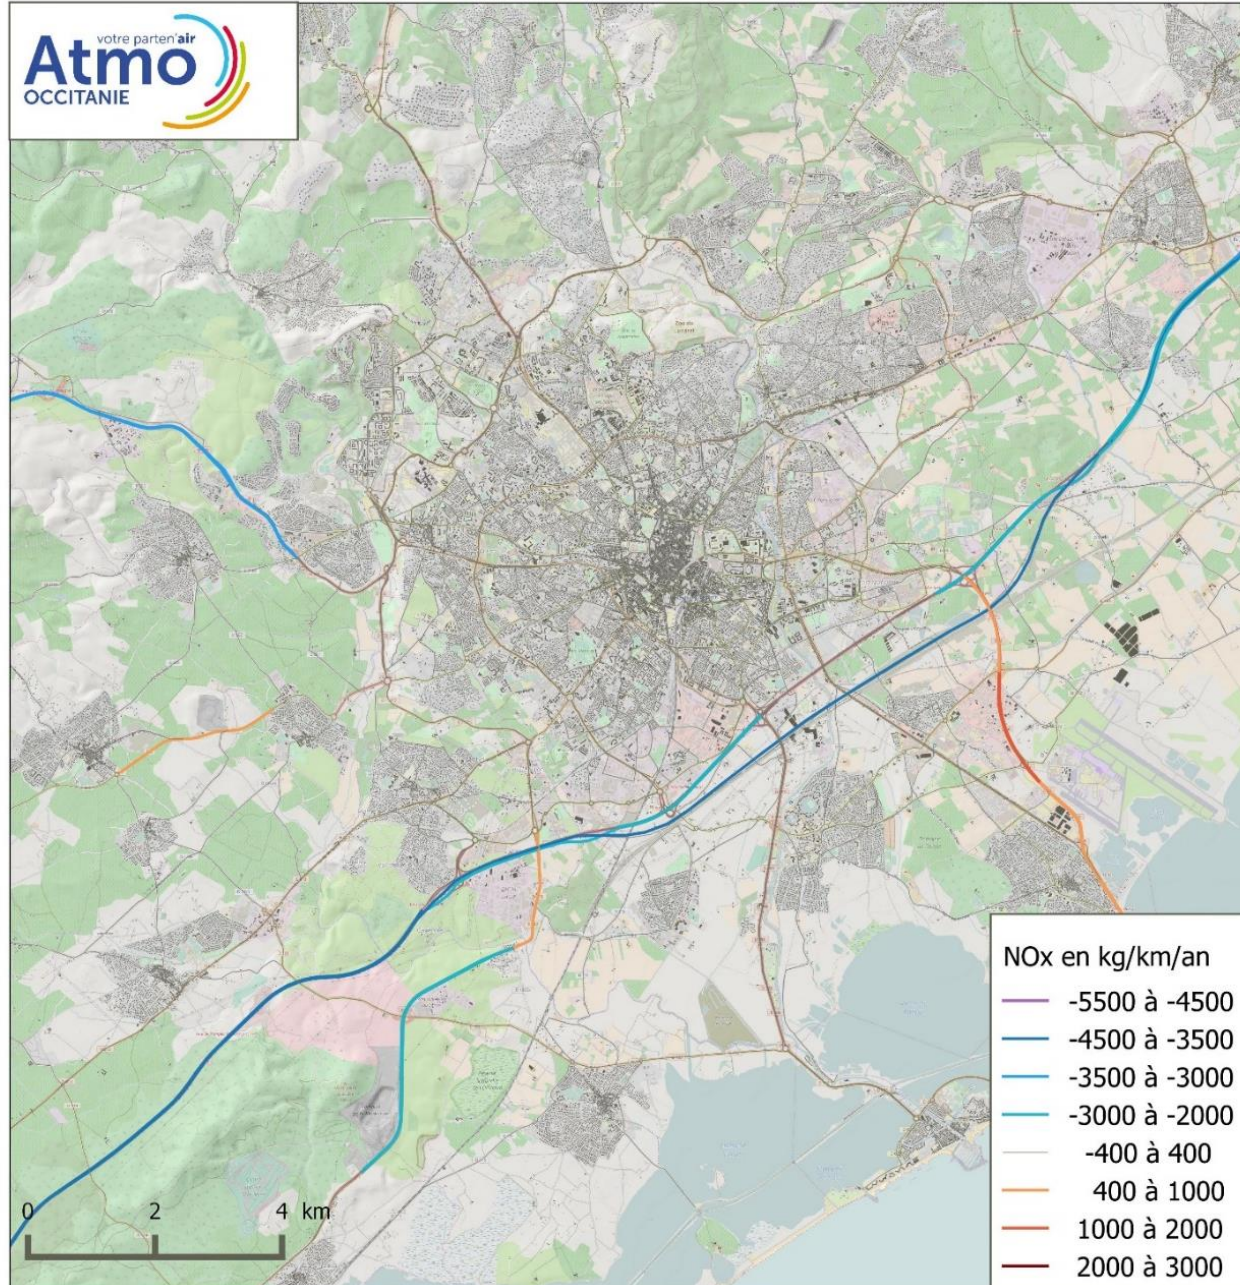 votre parten'air
Atmo
OCCITANIE
0 2 4 km
NOx en kg/km/an
-5500 à -4500
-4500 à -3500
-3500 à -3000
-3000 à -2000
-400 à 400
400 à 1000
1000 à 2000
2000 à 3000